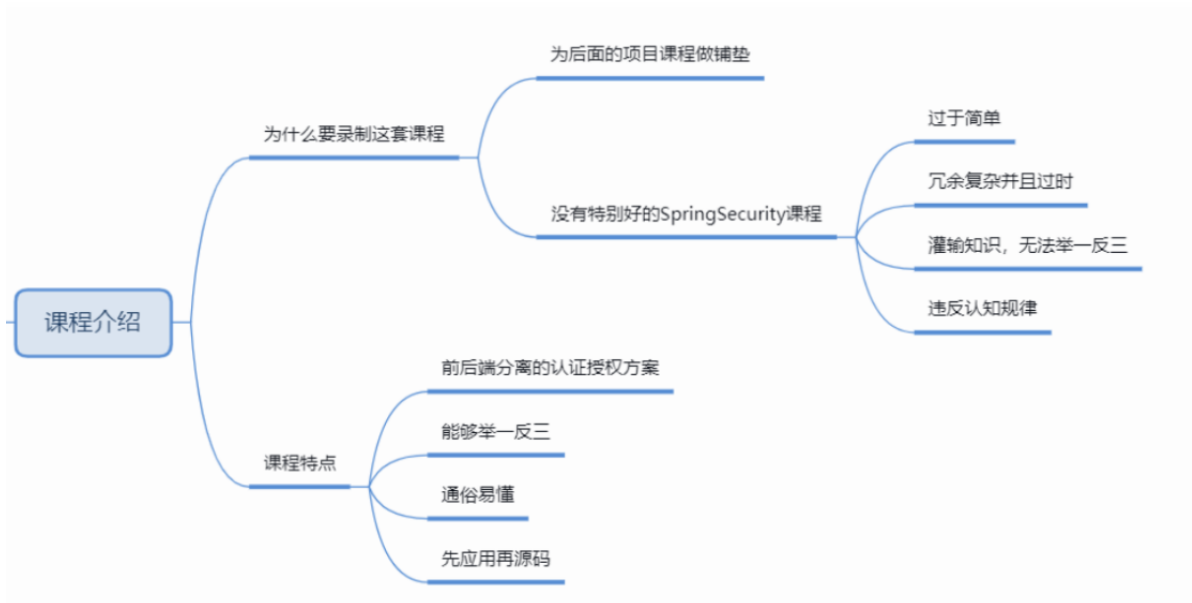 课程介绍
为什么要录制这套课程
为后面的项目课程做铺垫
没有特别好的SpringSecurity课程
过于简单
冗余复杂并且过时
灌输知识，无法举一反三
违反认知规律
课程特点
前后端分离的认证授权方案
能够举一反三
通俗易懂
先应用再源码